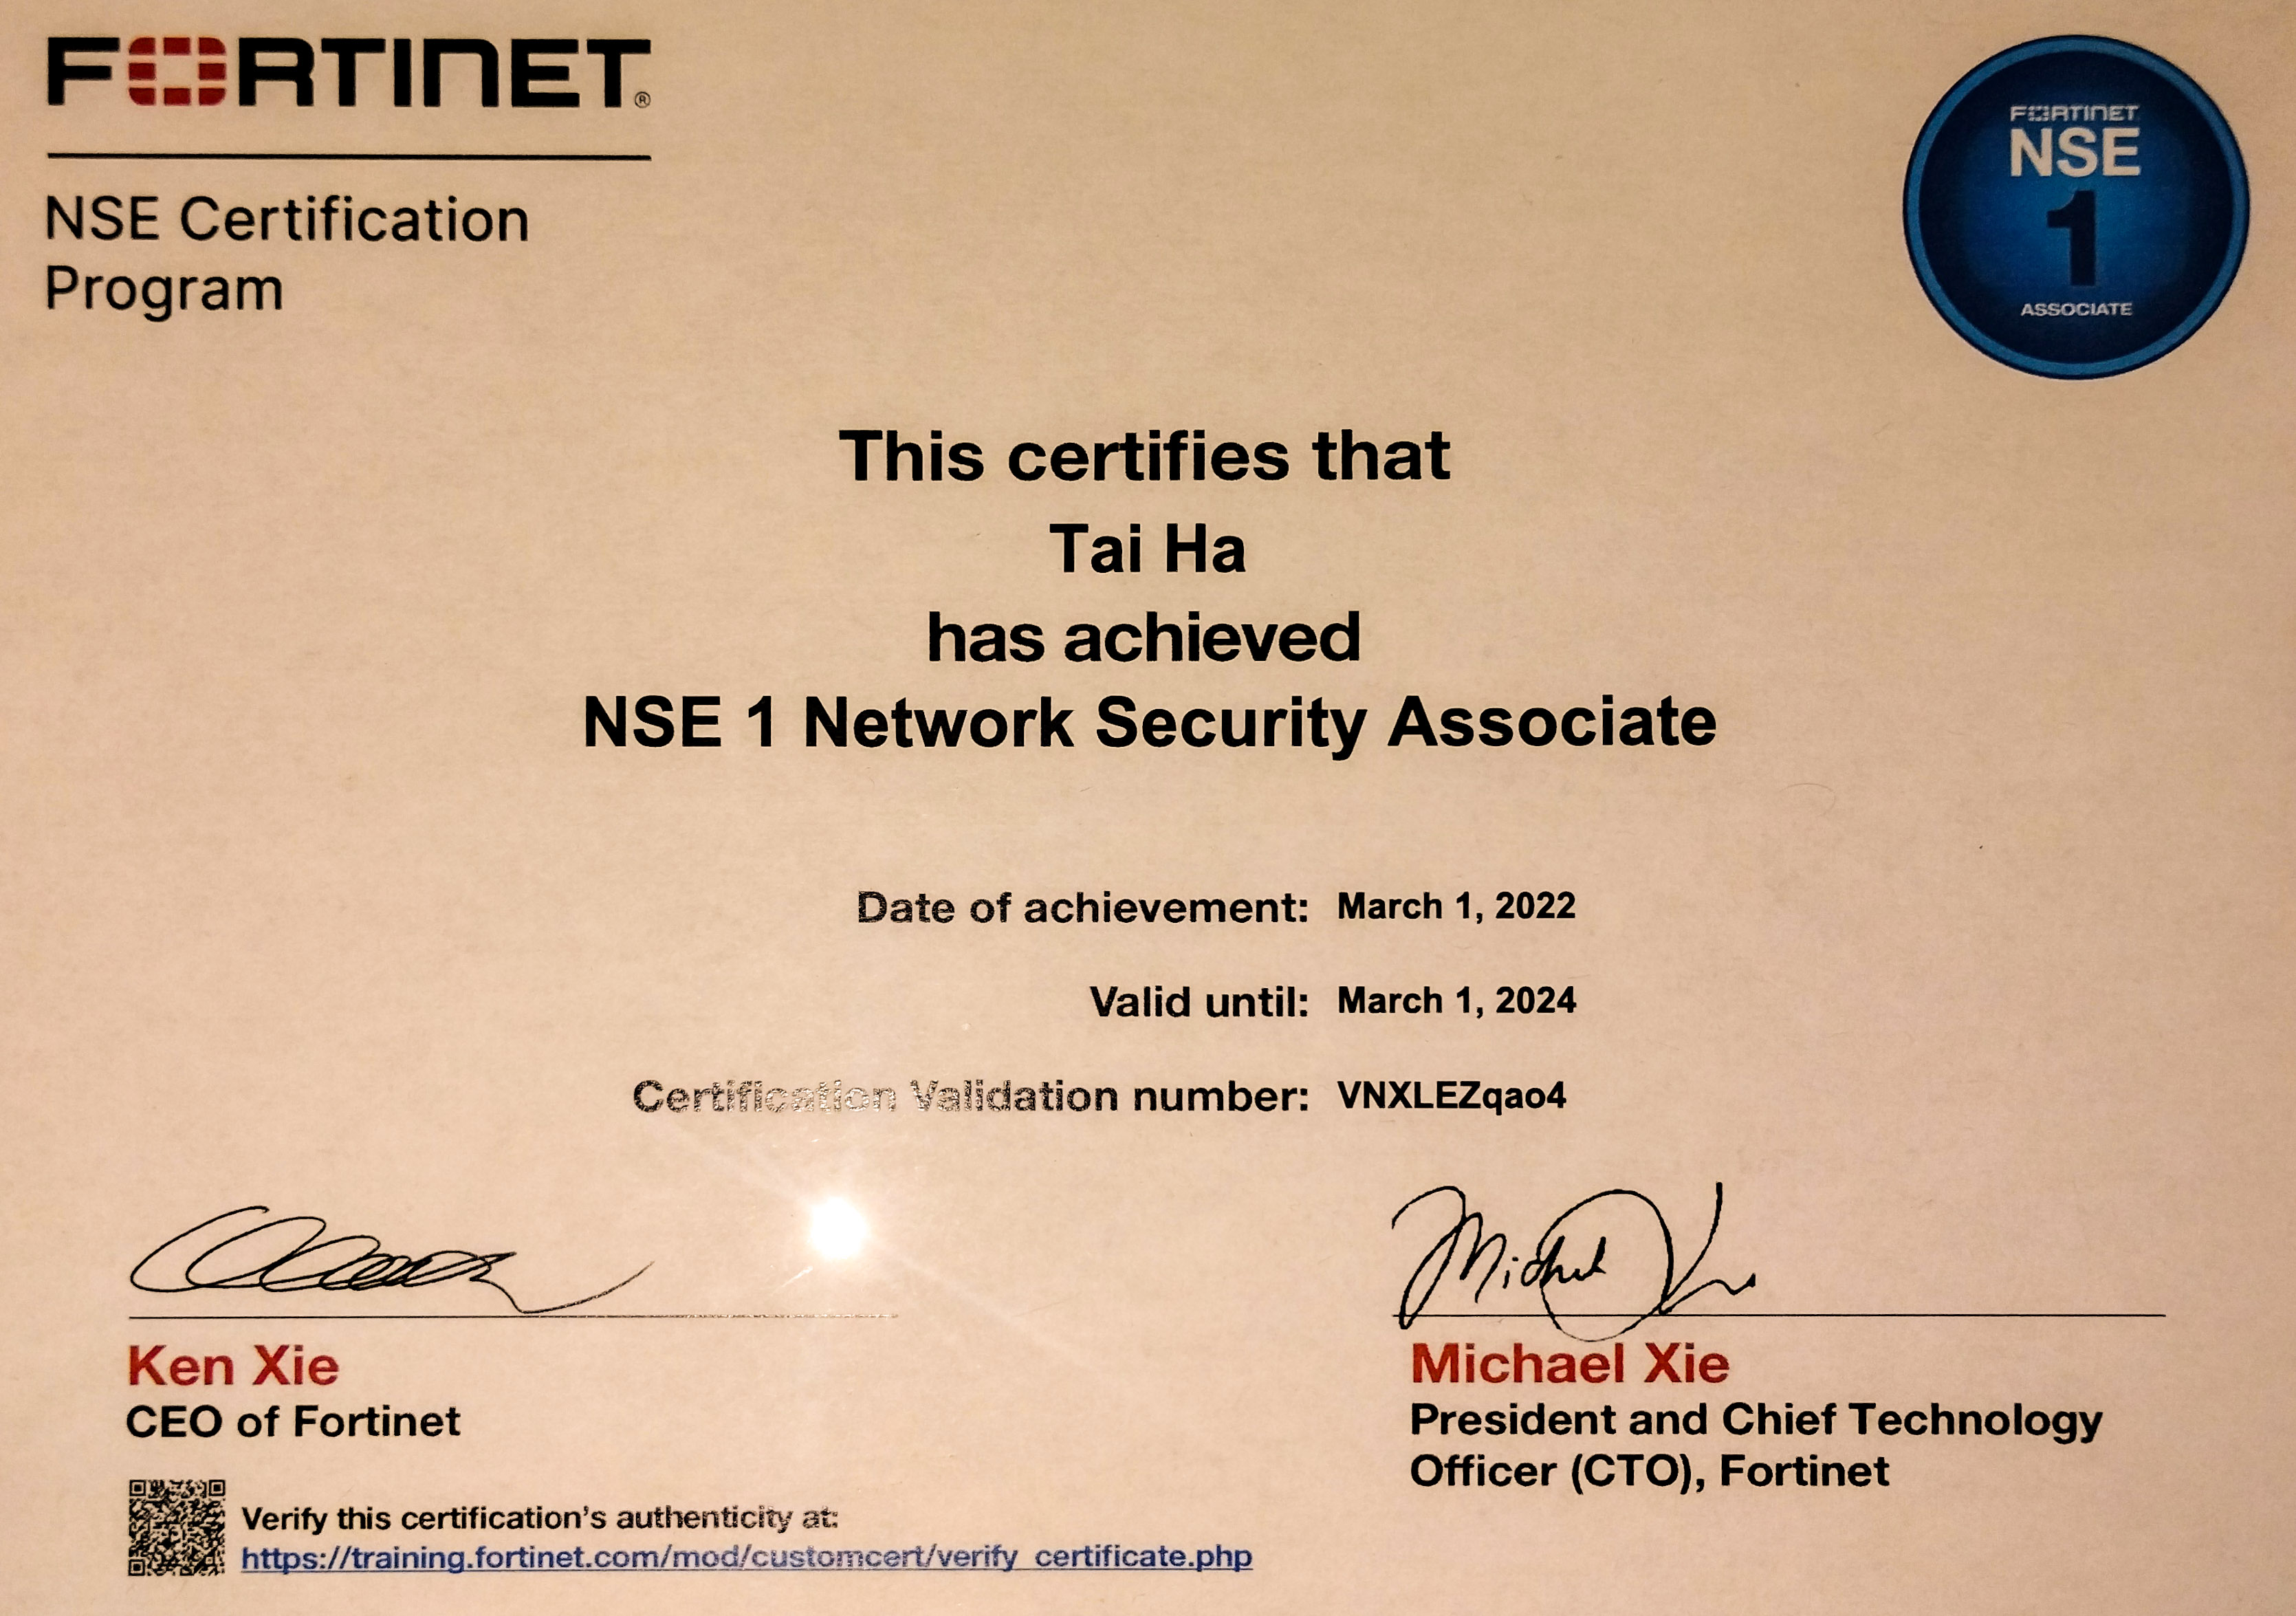 FORTINET®
NSE Certification
Program
FORTINET
NSE
1
ASSOCIATE
This certifies that
Tai Ha
has achieved
NSE 1 Network Security Associate
Date of achievement: March 1, 2022
Valid until: March 1, 2024
Certification Validation number: VNXLEZqao4
Michael Xie
Ken Xie
CEO of Fortinet
Michael Xie
President and Chief Technology
Officer (CTO), Fortinet
Verify this certification's authenticity at:
https://training.fortinet.com/mod/customcert/verify_certificate.php